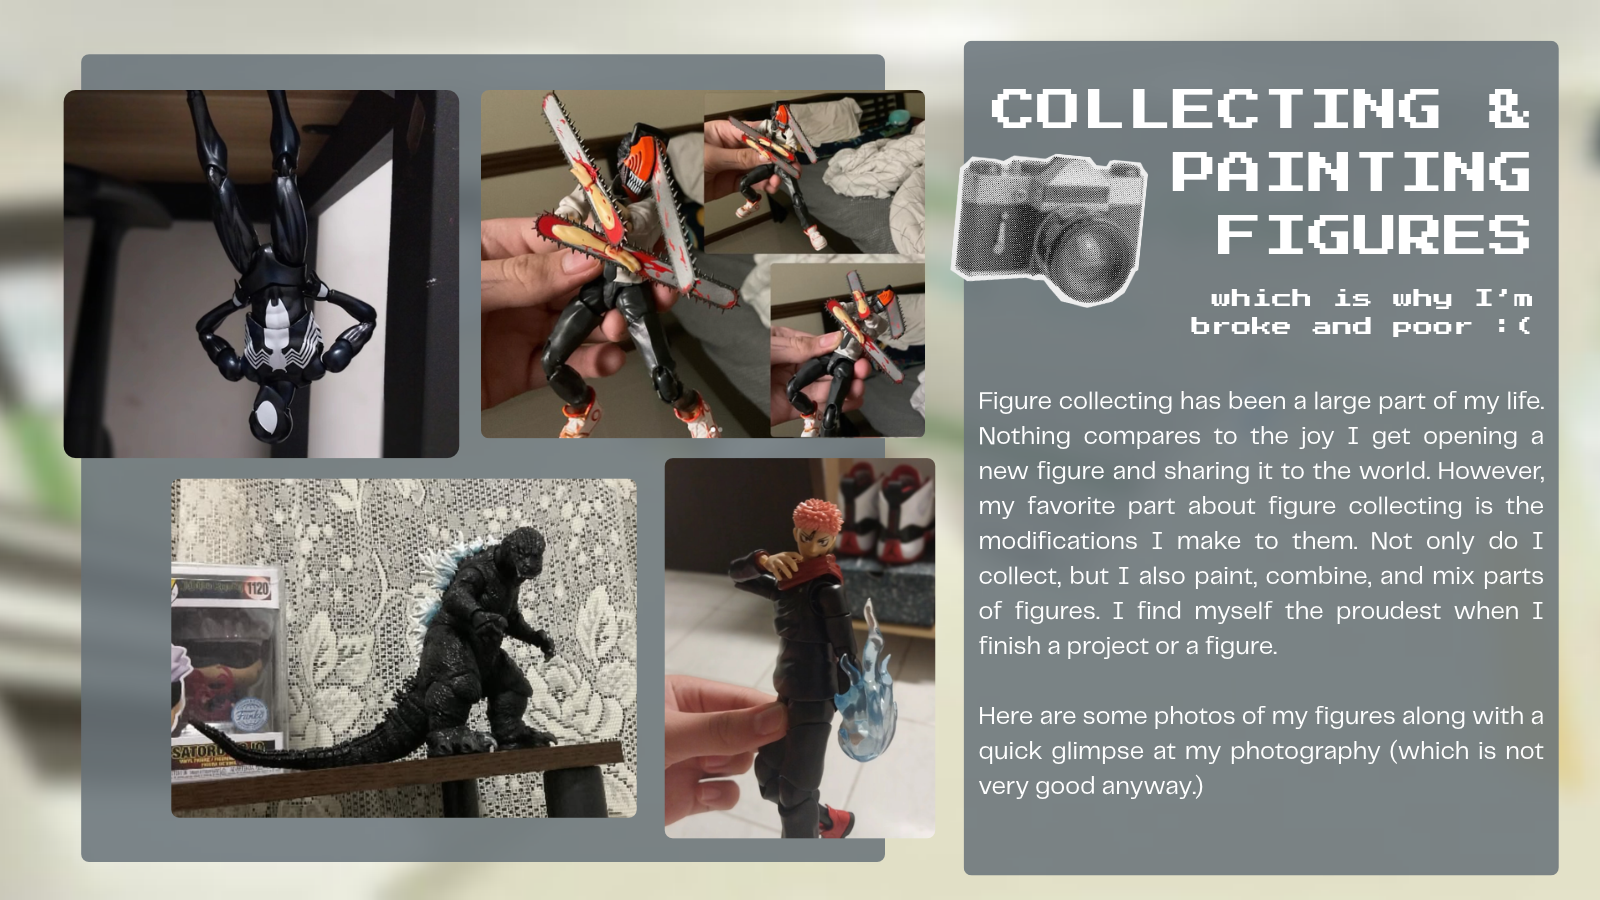 COLLECTING &
PAINTING
FIGURES
which is why I'm
broke and poor :(
Figure collecting has been a large part of my life.
Nothing compares to the joy I get opening a
new figure and sharing it to the world. However,
my favorite part about figure collecting is the
modifications I make to them. Not only do I
collect, but I also paint, combine, and mix parts
of figures. I find myself the proudest when I
finish a project or a figure.
Here are some photos of my figures along with a
quick glimpse at my photography (which is not
very good anyway.)
1120
Funko
SATORU GOJO